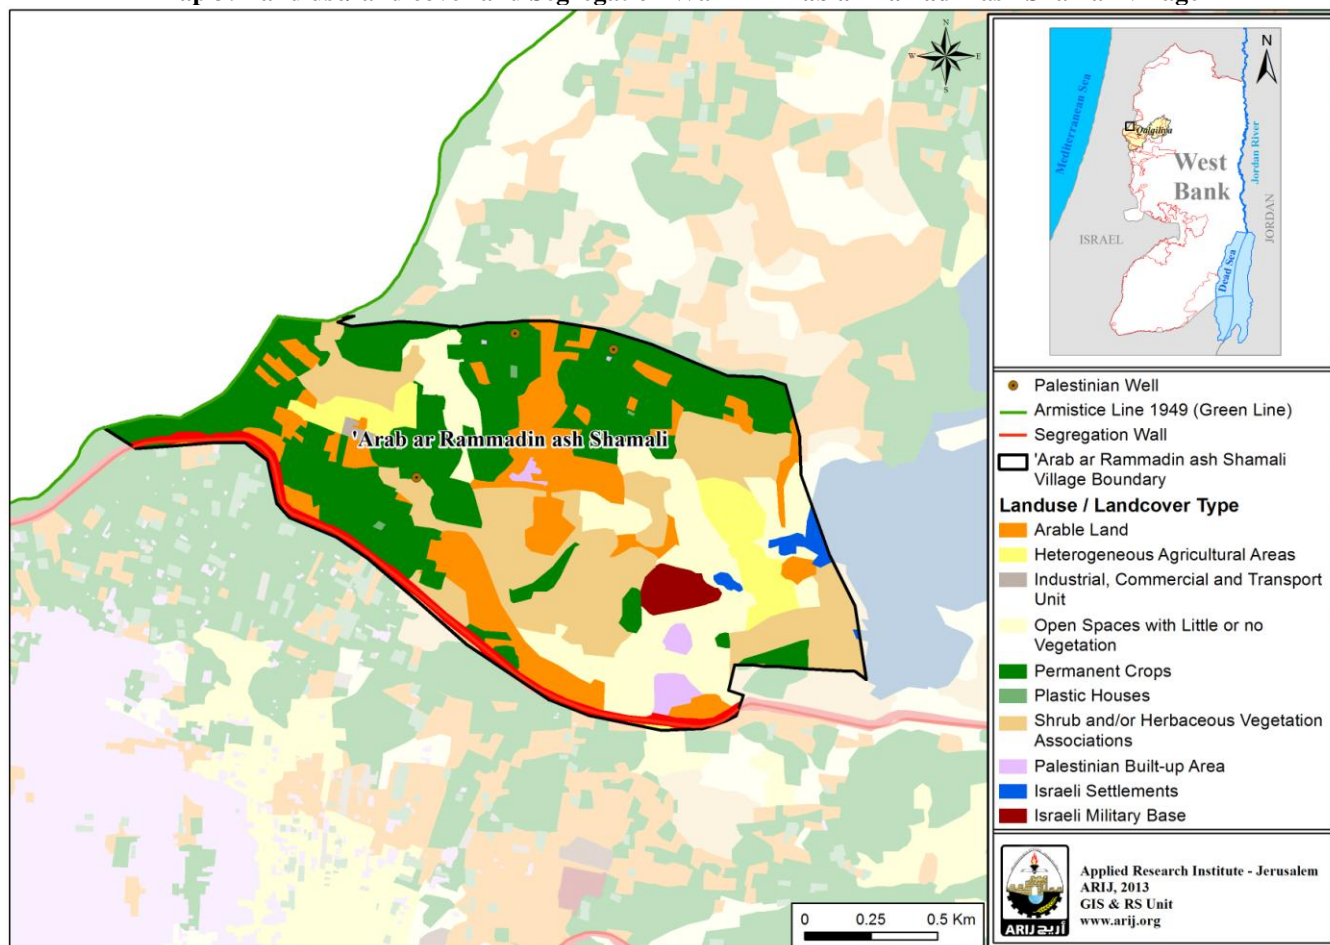 N
W
E
S
'Arab ar Rammadin ash Shamali
0 0.25 0.5 Km
N
Mediterranean Sea
Qalqiliya
West
Bank
Jordan River
ISRAEL
JORDAN
Dead Sea
Palestinian Well
Armistice Line 1949 (Green Line)
Segregation Wall
'Arab ar Rammadin ash Shamali
Village Boundary
Landuse / Landcover Type
Arable Land
Heterogeneous Agricultural Areas
Industrial, Commercial and Transport
Unit
Open Spaces with Little or no
Vegetation
Permanent Crops
Plastic Houses
Shrub and/or Herbaceous Vegetation
Associations
Palestinian Built-up Area
Israeli Settlements
Israeli Military Base
ARIJ أريج
Applied Research Institute - Jerusalem
ARIJ, 2013
GIS & RS Unit
www.arij.org